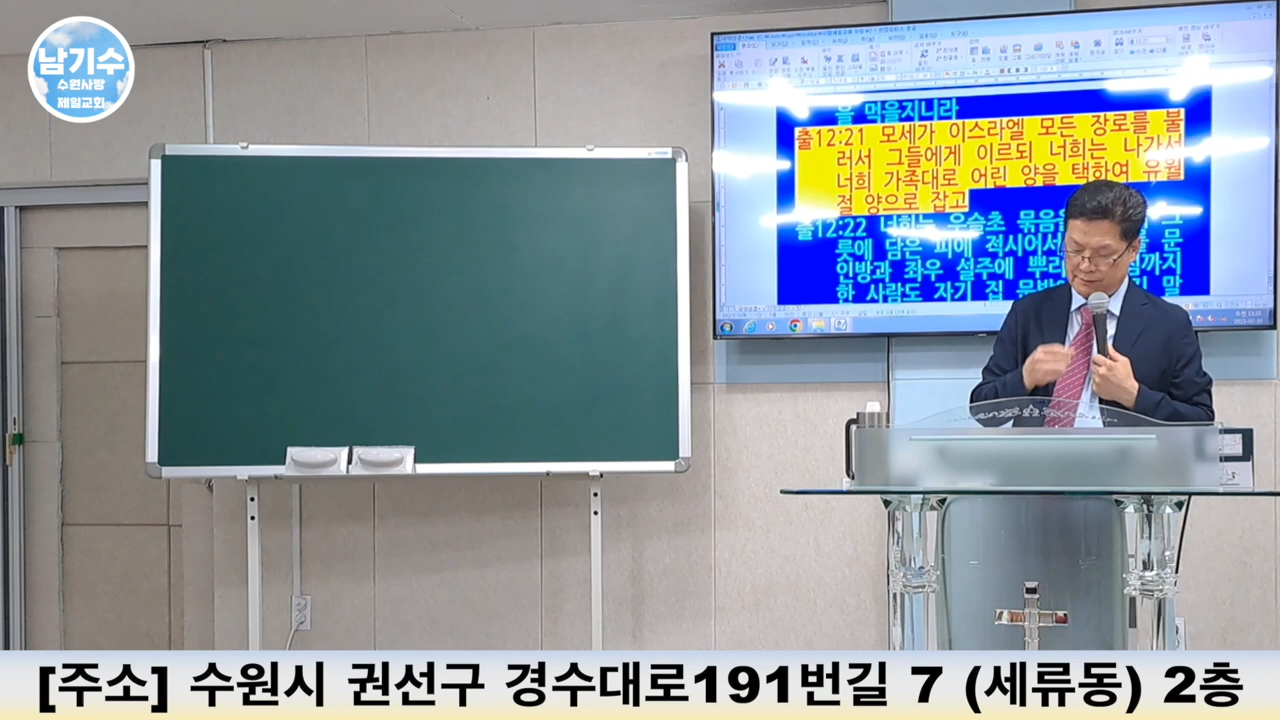 남기수
수원사랑
제일교회
을 먹을지니라
출12:21 모세가 이스라엘 모든 장로를 불
러서 그들에게 이르되 너희는 나가서
너희 가족대로 어린 양을 택하여 유월
절 양으로 잡고
출12:22 너희는 우슬초 묶음을 그
릇에 담은 피에 적시어서 문
인방과 좌우 설주에 뿌리 까지
한 사람도 자기 집 문밖 말
[주소] 수원시 권선구 경수대로191번길 7 (세류동) 2층